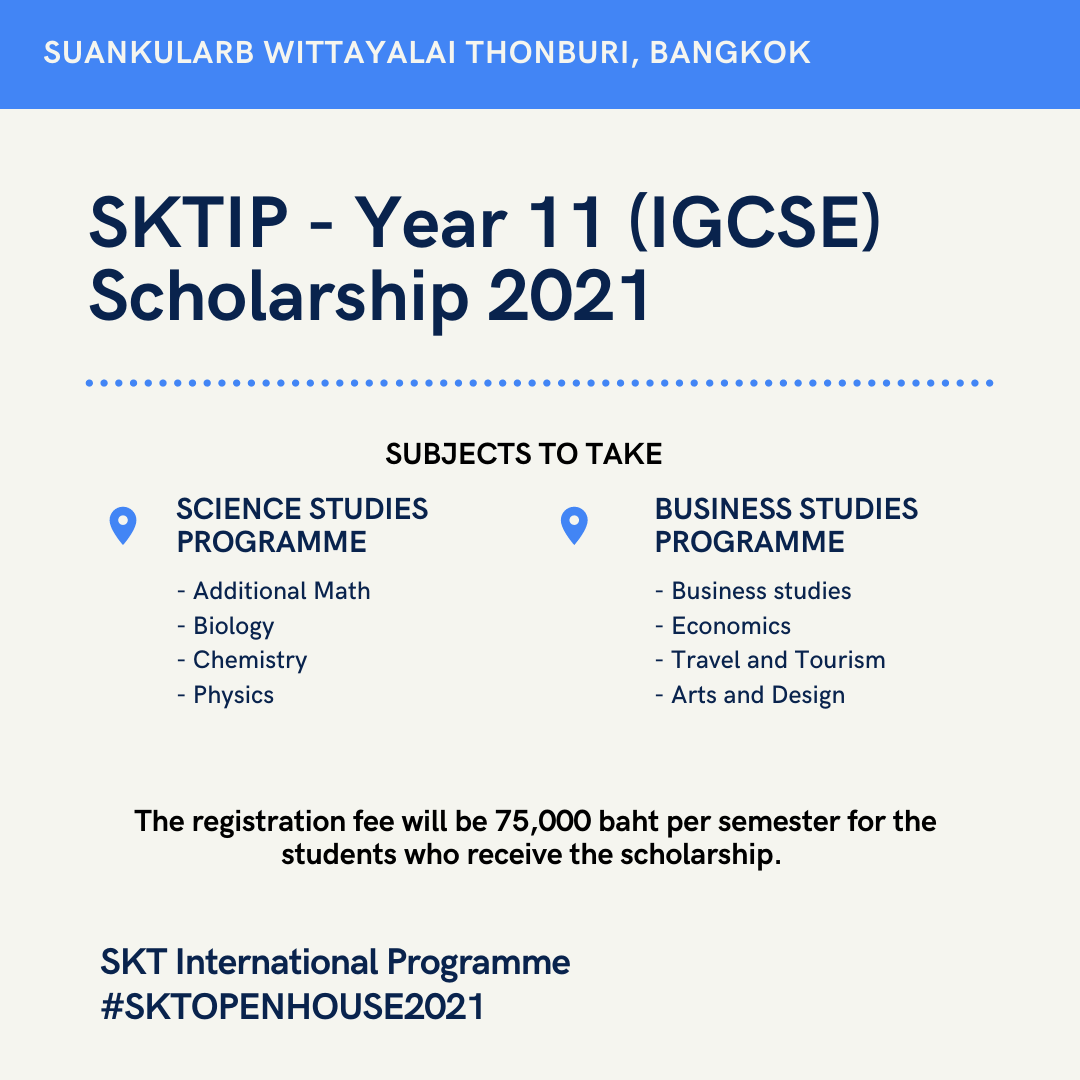 SUANKULARB WITTAYALAI THONBURI, BANGKOK
SKTIP - Year 11 (IGCSE)
Scholarship 2021
SUBJECTS TO TAKE
SCIENCE STUDIES
PROGRAMME
- Additional Math
- Biology
- Chemistry
- Physics
BUSINESS STUDIES
PROGRAMME
- Business studies
- Economics
- Travel and Tourism
- Arts and Design
The registration fee will be 75,000 baht per semester for the
students who receive the scholarship.
SKT International Programme
#SKTOPENHOUSE2021